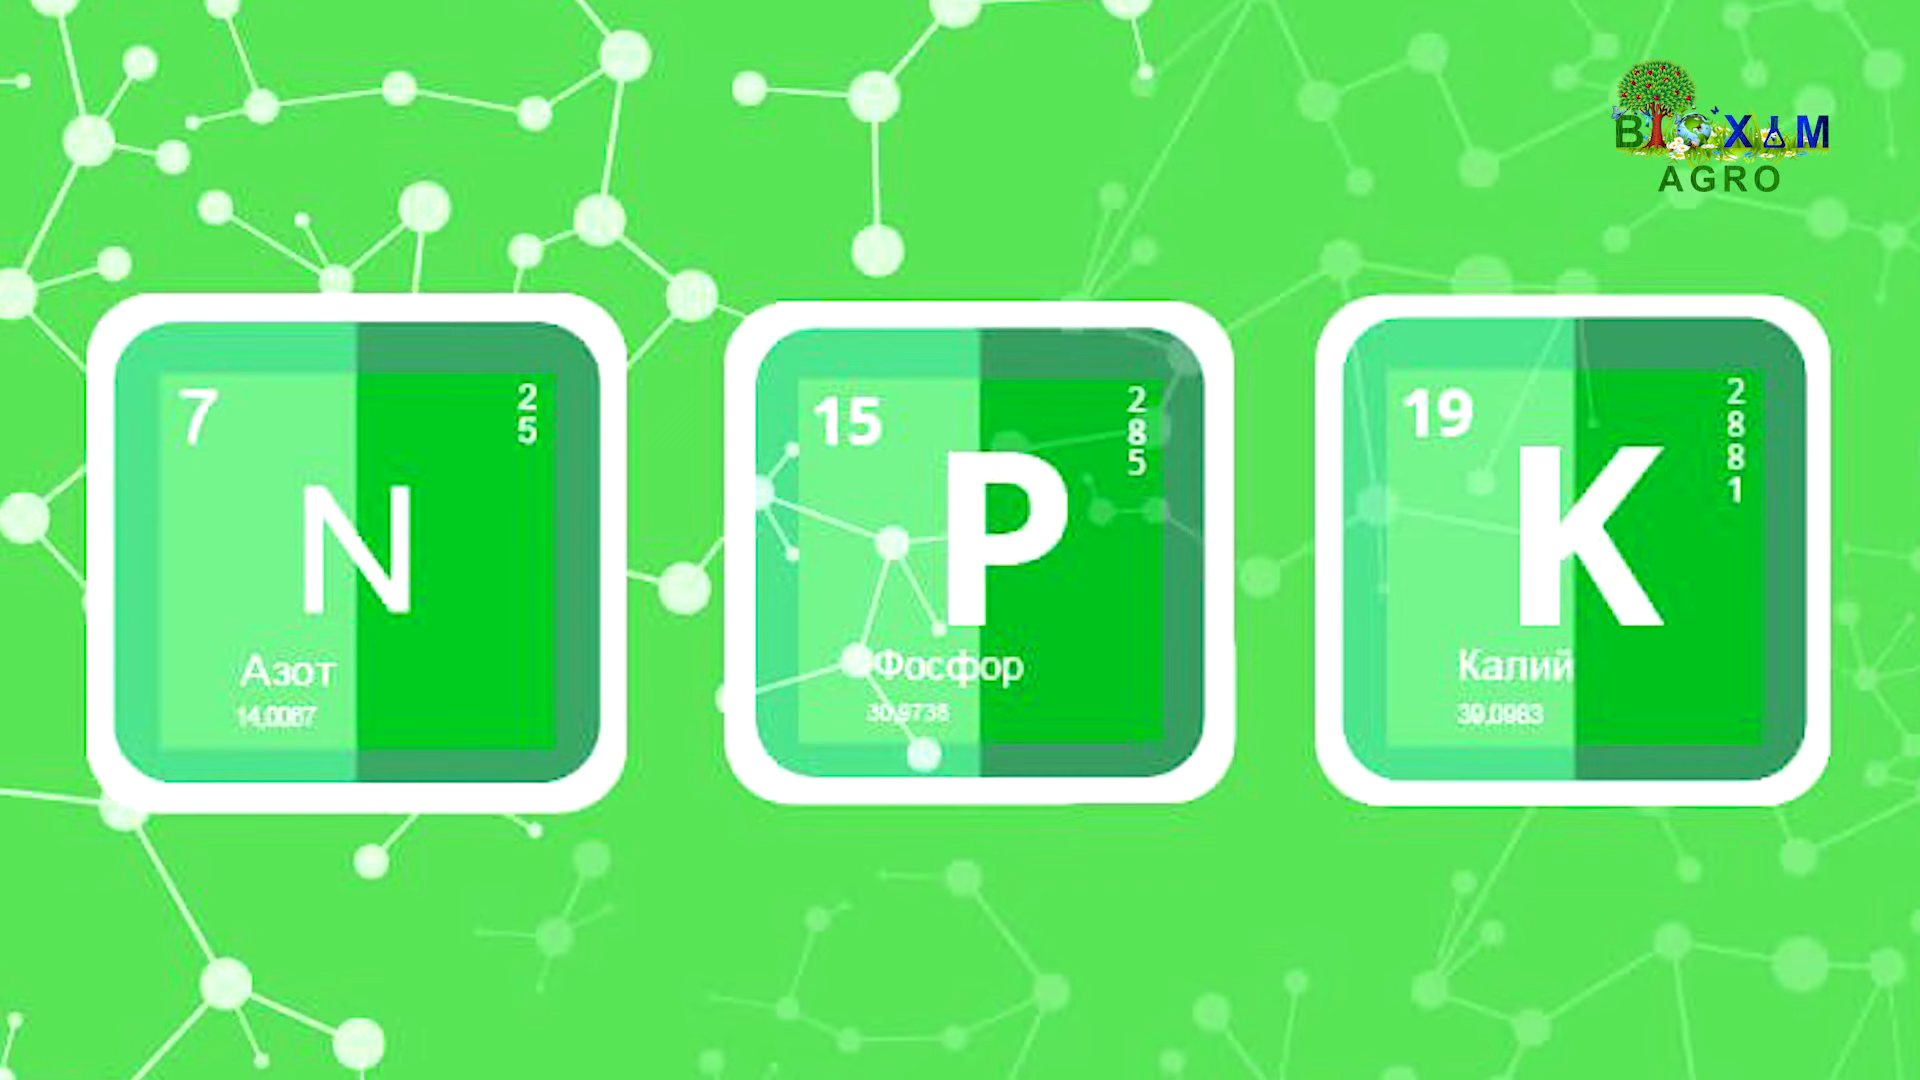 BIOXIM
AGRO
7
2
5
N
Азот
14.0067
15
2
8
5
P
Фосфор
30.9738
19
2
8
8
1
K
Калий
39.0983